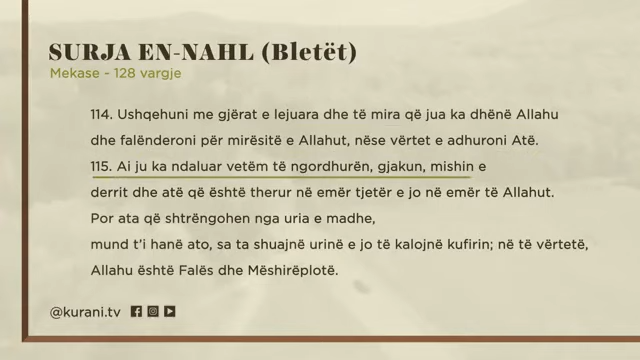 SURJA EN-NAHL (Bletët)
Mekase - 128 vargje
114. Ushqehuni me gjërat e lejuara dhe të mira që jua ka dhënë Allahu
dhe falënderoni për mirësitë e Allahut, nëse vërtet e adhuroni Atë.
115. Ai ju ka ndaluar vetëm të ngordhurën, gjakun, mishin e
derrit dhe atë që është therur në emër tjetër e jo në emër të Allahut.
Por ata që shtrëngohen nga uria e madhe,
mund t'i hanë ato, sa ta shuajnë urinë e jo të kalojnë kufirin; në të vërtetë,
Allahu është Falës dhe Mëshirëplotë.
@kurani.tv